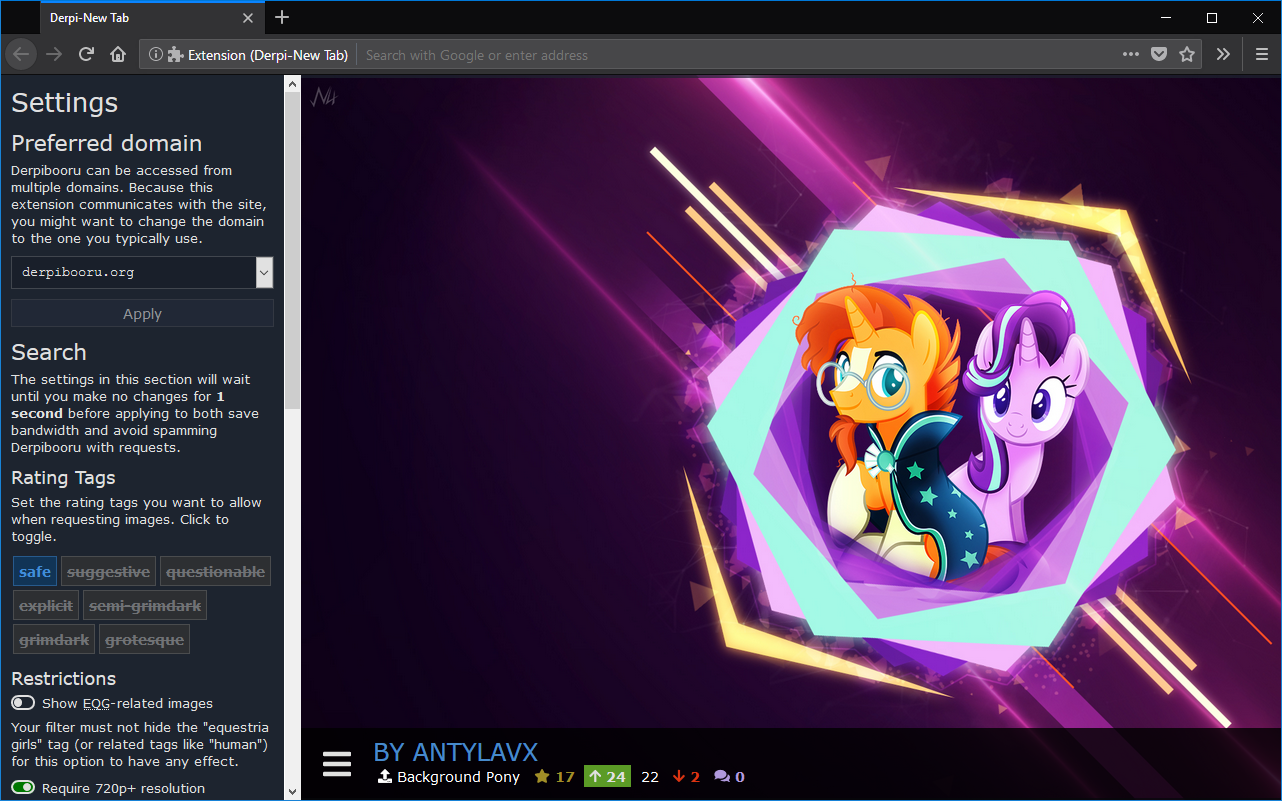 Derpi-New Tab
Extension (Derpi-New Tab) Search with Google or enter address
Settings
Preferred domain
Derpibooru can be accessed from
multiple domains. Because this
extension communicates with the site,
you might want to change the domain
to the one you typically use.
derpibooru.org
Apply
Search
The settings in this section will wait
until you make no changes for 1
second before applying to both save
bandwidth and avoid spamming
Derpibooru with requests.
Rating Tags
Set the rating tags you want to allow
when requesting images. Click to
toggle.
safe suggestive questionable
explicit semi-grimdark
grimdark grotesque
Restrictions
Show EQG-related images
Your filter must not hide the "equestria
girls" tag (or related tags like "human")
for this option to have any effect.
Require 720p+ resolution
BY ANTYLAVX
Background Pony 17 24 22 2 0